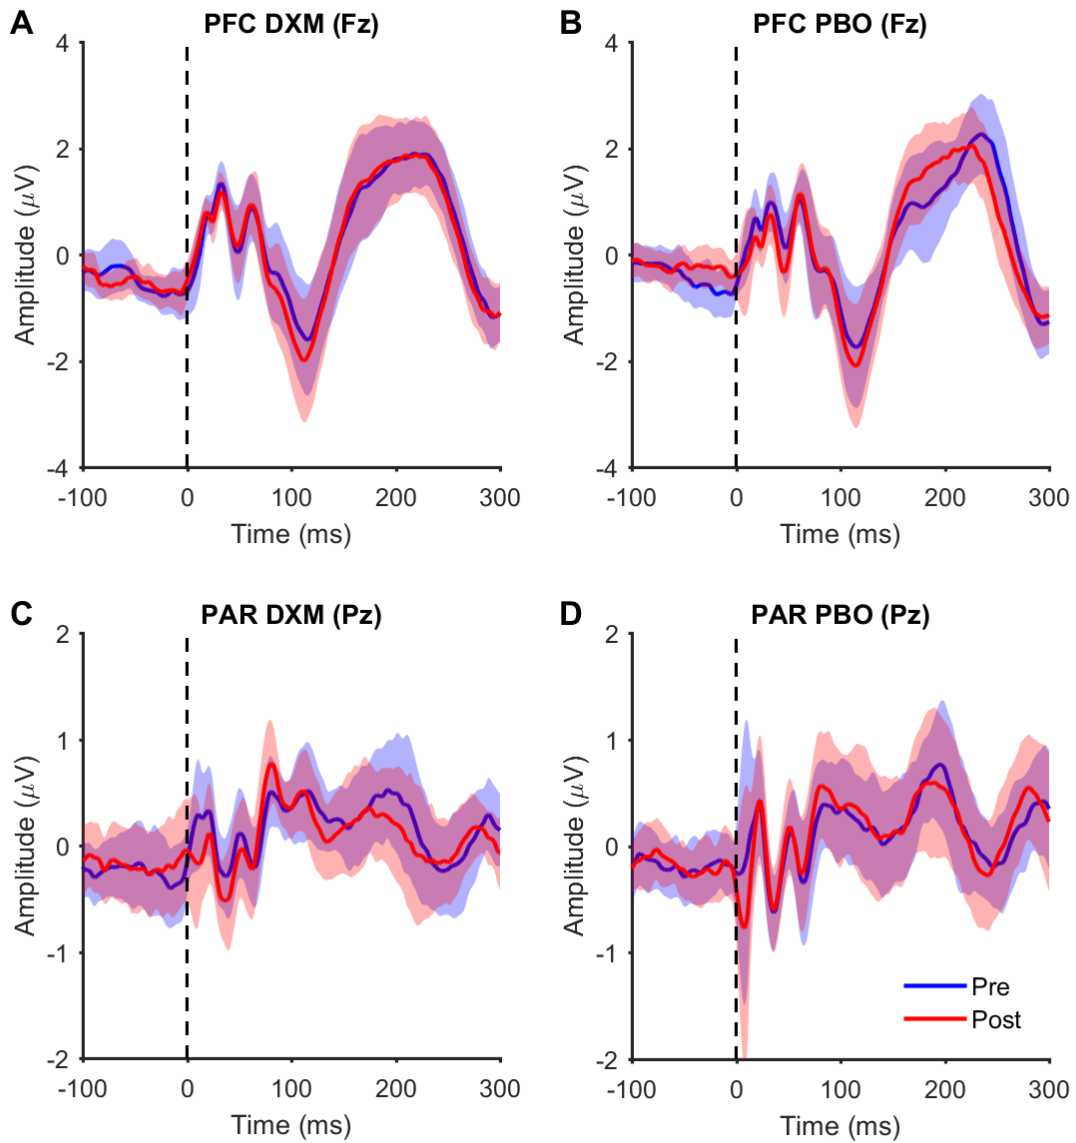 A
PFC DXM (Fz)
4
2
0
-2
-4
Amplitude (μV)
-100 0 100 200 300
Time (ms)
B
PFC PBO (Fz)
4
2
0
-2
-4
Amplitude (μV)
-100 0 100 200 300
Time (ms)
C
PAR DXM (Pz)
2
1
0
-1
-2
Amplitude (μV)
-100 0 100 200 300
Time (ms)
D
PAR PBO (Pz)
2
1
0
-1
-2
Amplitude (μV)
Pre
Post
-100 0 100 200 300
Time (ms)